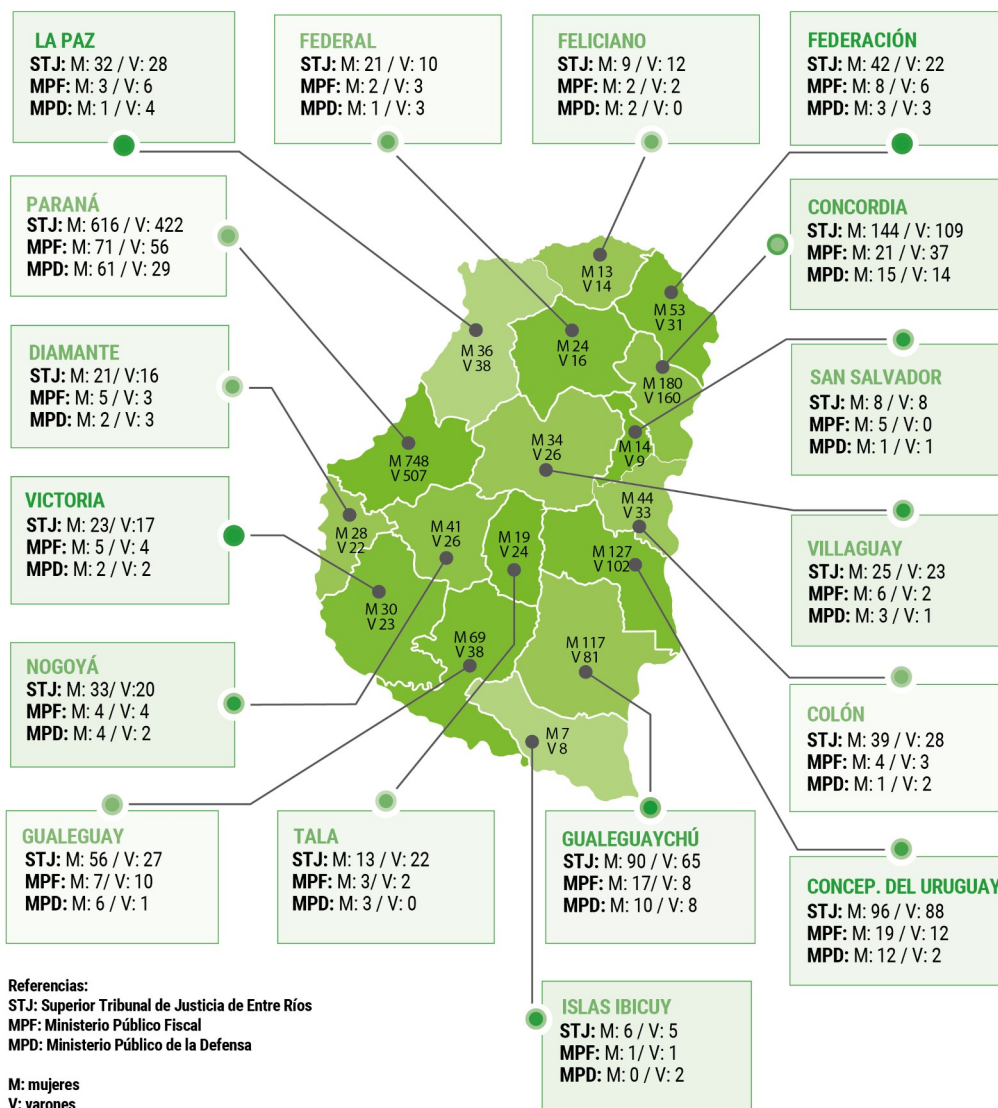 LA PAZ
STJ: M: 32 / V: 28
MPF: M: 3 / V: 6
MPD: M: 1 / V: 4
FEDERAL
STJ: M: 21 / V: 10
MPF: M: 2 / V: 3
MPD: M: 1 / V: 3
FELICIANO
STJ: M: 9 / V: 12
MPF: M: 2 / V: 2
MPD: M: 2 / V: 0
FEDERACIÓN
STJ: M: 42 / V: 22
MPF: M: 8 / V: 6
MPD: M: 3 / V: 3
PARANÁ
STJ: M: 616 / V: 422
MPF: M: 71 / V: 56
MPD: M: 61 / V: 29
CONCORDIA
STJ: M: 144 / V: 109
MPF: M: 21 / V: 37
MPD: M: 15 / V: 14
DIAMANTE
STJ: M: 21/ V:16
MPF: M: 5 / V: 3
MPD: M: 2 / V: 3
SAN SALVADOR
STJ: M: 8 / V: 8
MPF: M: 5 / V: 0
MPD: M: 1 / V: 1
VICTORIA
STJ: M: 23/ V:17
MPF: M: 5 / V: 4
MPD: M: 2 / V: 2
VILLAGUAY
STJ: M: 25 / V: 23
MPF: M: 6 / V: 2
MPD: M: 3 / V: 1
NOGOYÁ
STJ: M: 33/ V:20
MPF: M: 4 / V: 4
MPD: M: 4 / V: 2
COLÓN
STJ: M: 39 / V: 28
MPF: M: 4 / V: 3
MPD: M: 1 / V: 2
M 13
V 14
M 53
V 31
M 36
V 38
M 24
V 16
M 180
V 160
M 748
V 507
M 34
V 26
M 14
V 9
M 44
V 33
M 28
V 22
M 41
V 26
M 19
V 24
M 127
V 102
M 30
V 23
M 69
V 38
M 117
V 81
M 7
V 8
GUALEGUAY
STJ: M: 56 / V: 27
MPF: M: 7/ V: 10
MPD: M: 6 / V: 1
TALA
STJ: M: 13 / V: 22
MPF: M: 3/ V: 2
MPD: M: 3 / V: 0
GUALEGUAYCHÚ
STJ: M: 90 / V: 65
MPF: M: 17/ V: 8
MPD: M: 10 / V: 8
CONCEP. DEL URUGUAY
STJ: M: 96 / V: 88
MPF: M: 19 / V: 12
MPD: M: 12 / V: 2
ISLAS IBICUY
STJ: M: 6 / V: 5
MPF: M: 1/ V: 1
MPD: M: 0 / V: 2
Referencias:
STJ: Superior Tribunal de Justicia de Entre Ríos
MPF: Ministerio Público Fiscal
MPD: Ministerio Público de la Defensa
M: mujeres
V: varones